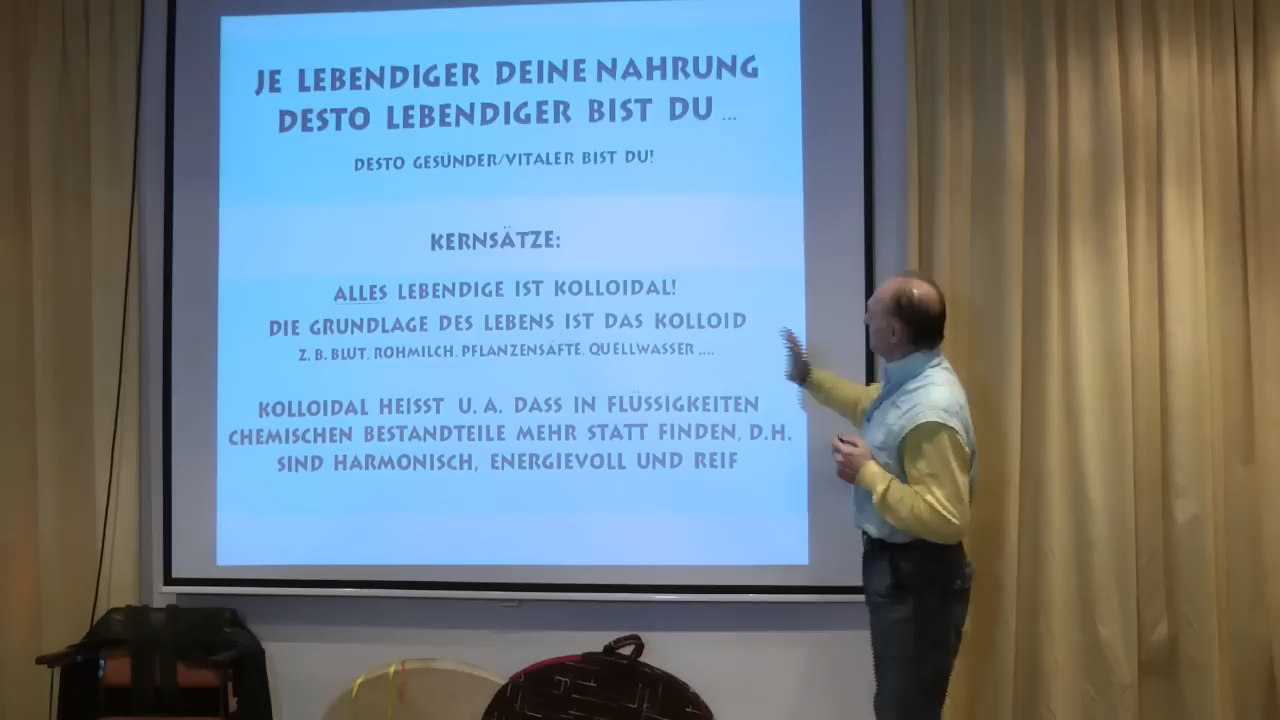 JE LEBENDIGER DEINE NAHRUNG
DESTO LEBENDIGER BIST DU ...
DESTO GESÜNDER/VITALER BIST DU!
KERNSÄTZE:
ALLES LEBENDIGE IST KOLLOIDAL!
DIE GRUNDLAGE DES LEBENS IST DAS KOLLOID
Z. B. BLUT, ROHMILCH, PFLANZENSÄFTE, QUELLWASSER ....
KOLLOIDAL HEISST U. A. DASS IN FLÜSSIGKEITEN
CHEMISCHEN BESTANDTEILE MEHR STATT FINDEN, D.H.
SIND HARMONISCH, ENERGIEVOLL UND REIF